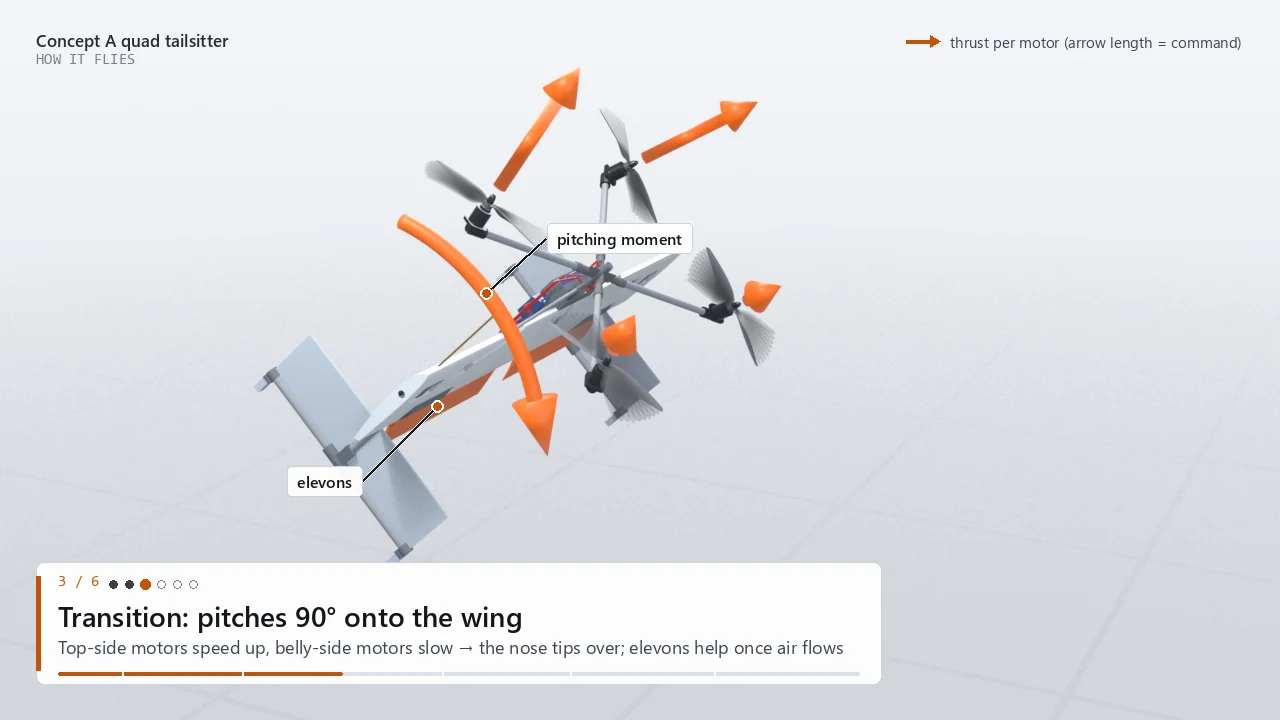 Concept A quad tailsitter
HOW IT FLIES
thrust per motor (arrow length = command)
pitching moment
elevons
3 / 6
Transition: pitches 90° onto the wing
Top-side motors speed up, belly-side motors slow → the nose tips over; elevons help once air flows